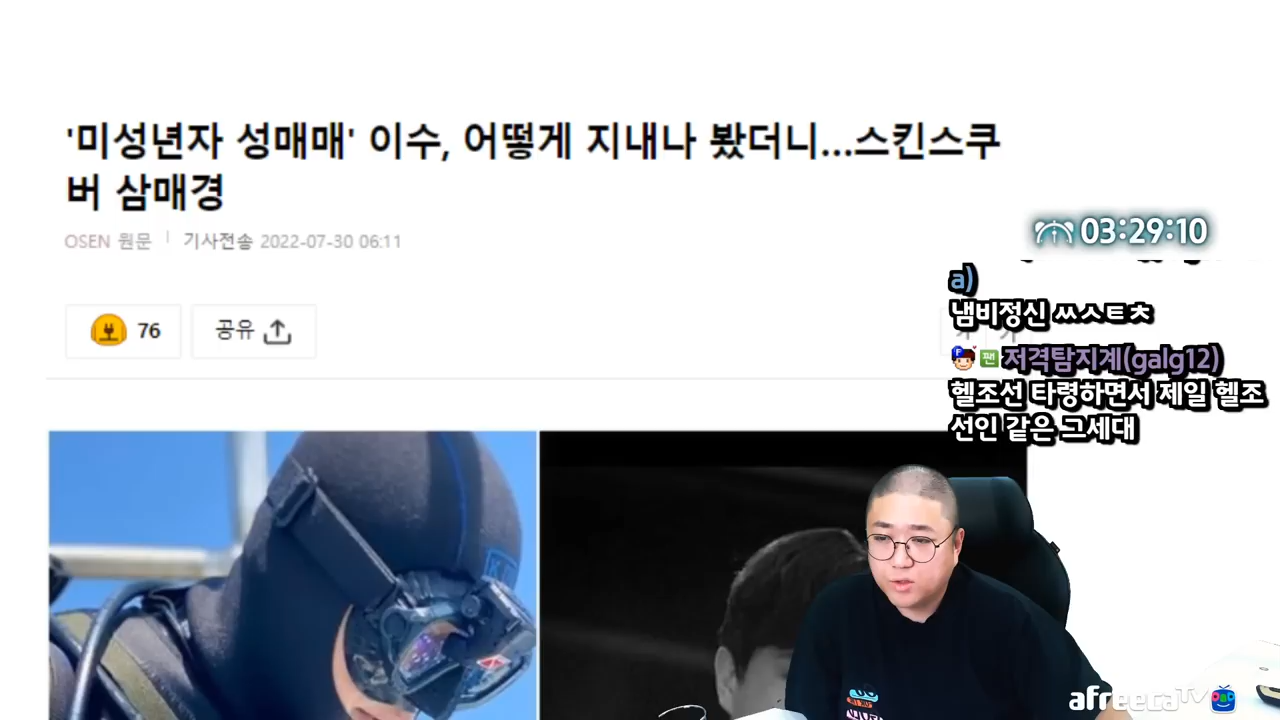 '미성년자 성매매' 이수, 어떻게 지내나 봤더니...스킨스쿠
버 삼매경
OSEN 원문 | 기사전송 2022-07-30 06:11
76 공유
03:29:10
a)
냄비정신 ㅆㅅㅌㅊ
팬 저격탐지계(galg12)
헬조선 타령하면서 제일 헬조
선인 같은 그세대
afreecaTV